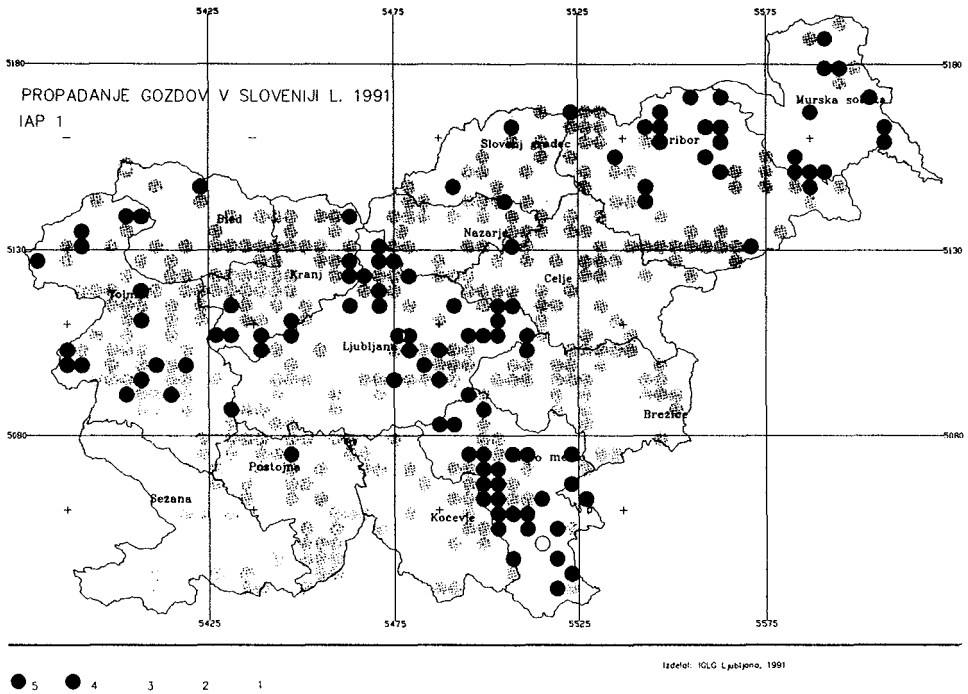 5425 5475 5525 5575
5180 5180
PROPADANJE GOZDOV V SLOVENIJI L. 1991
IAP 1
Murska
Slovenj gradec
Bled
Nazarje
5130 5130
Kranj
Celje
Ljubljana
Brežice
5080 5080
Postojna
Sežana
Kočevje
5425 5475 5525 5575
Izdelal: IGLG Ljubljana, 1991
5 4 3 2 1